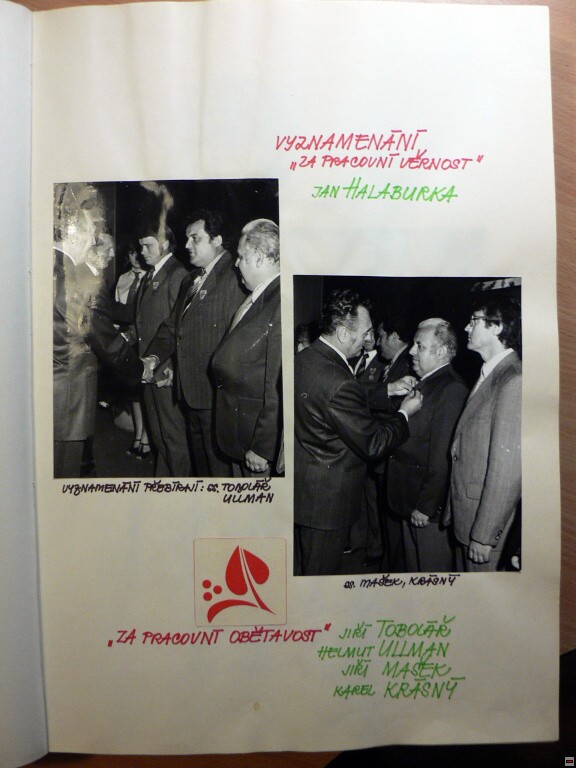 VYZNAMENÁNÍ
„ZA PRACOVNÍ VĚRNOST"
JAN HALABURKA
VYZNAMENÁNÍ PŘEBÍRAJÍ: ss. TOBOLÁŘ
ULLMAN
ss. MAŠEK, KRÁSNÝ
„ZA PRACOVNÍ OBĚTAVOST"
JIŘÍ TOBOLÁŘ
HELMUT ULLMAN
JIŘÍ MAŠEK
KAREL KRÁSNÝ